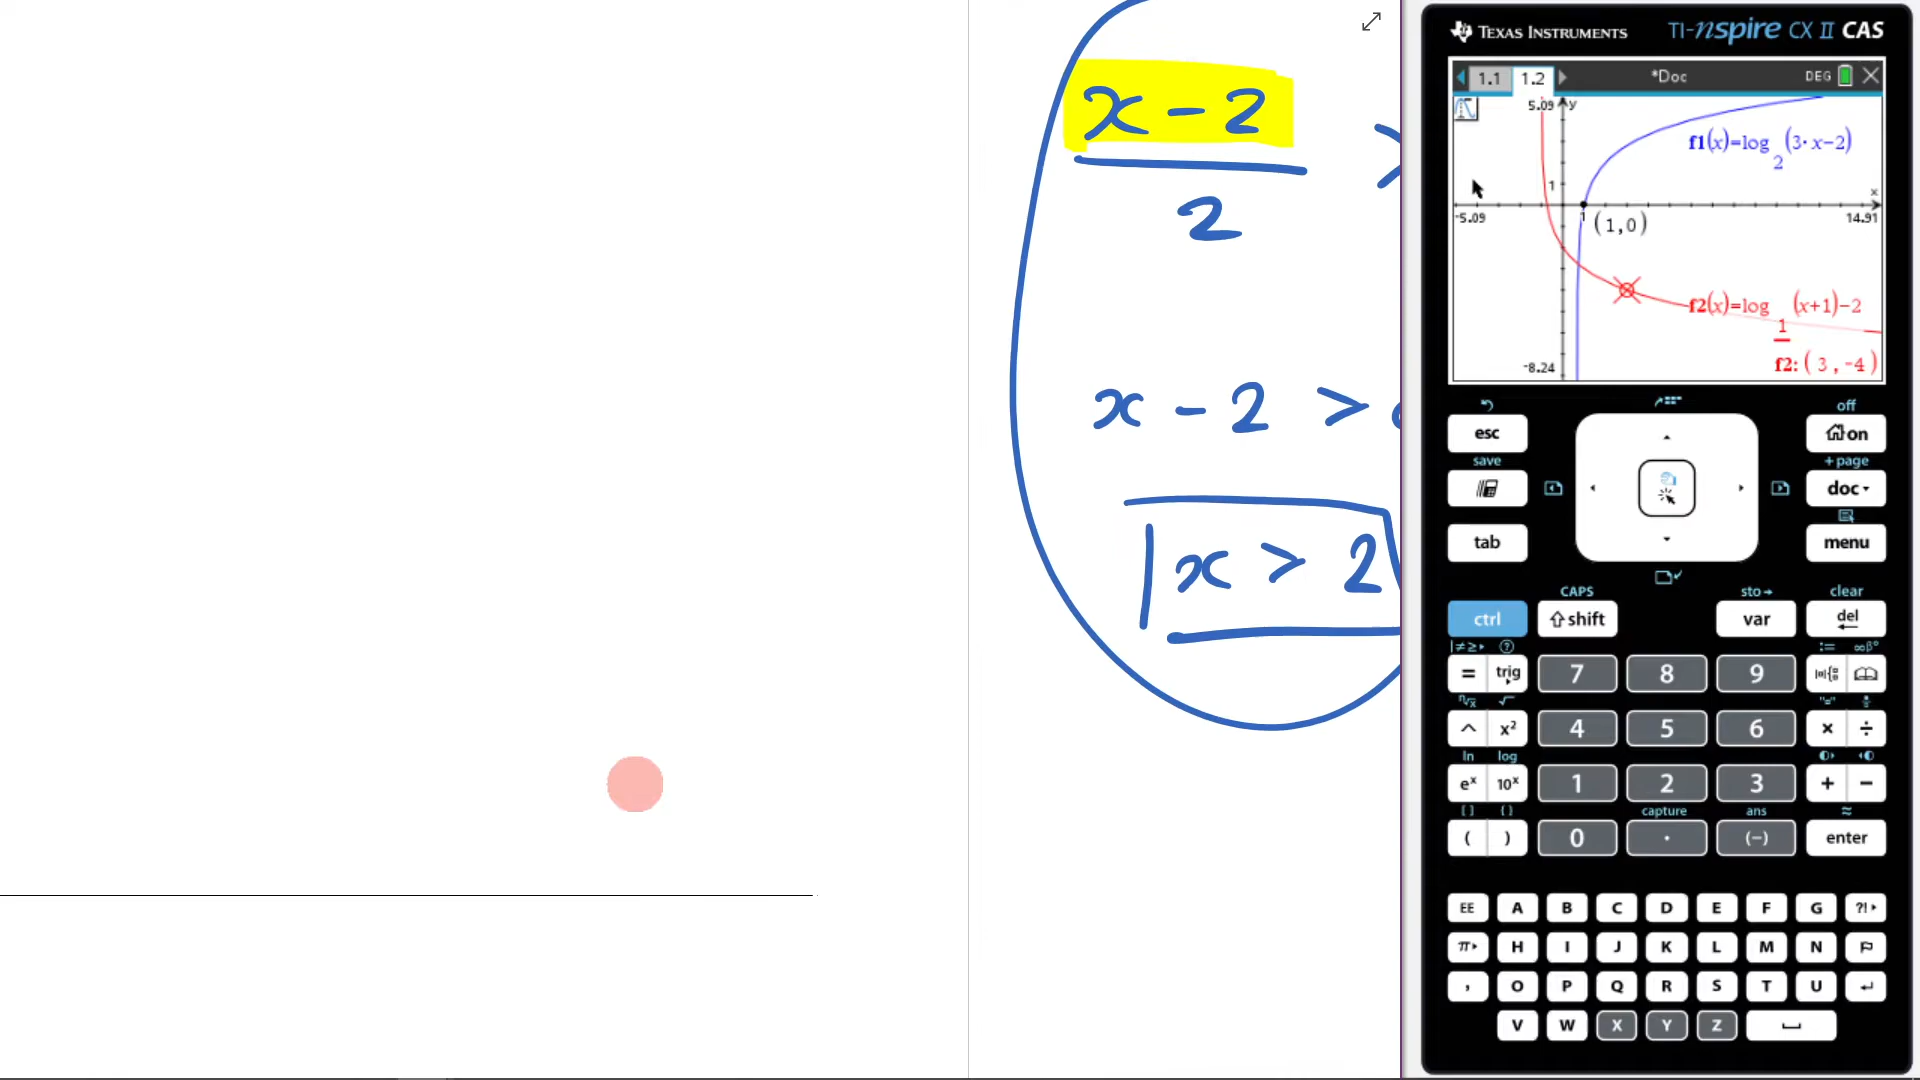 x - 2
2
x - 2 >
x > 2
TEXAS INSTRUMENTS
TI-nspire CX II CAS
1.1 1.2 *Doc DEG
5.09 y
f1(x)=log2(3·x-2)
1
x
-5.09 1 (1,0) 14.91
f2(x)=log1(x+1)-2
f2: (3,-4)
-8.24
off
esc on
save + page
doc
tab menu
CAPS sto→ clear
ctrl shift var del
|≠≥▸ ? := ∞β°
= trig 7 8 9
ⁿ√x √
^ x² 4 5 6 × ÷
ln log
eˣ 10ˣ 1 2 3 + −
[ ] { } capture ans ≈
( ) 0 . (−) enter
EE A B C D E F G ?!▸
π▸ H I J K L M N
, O P Q R S T U
V W X Y Z